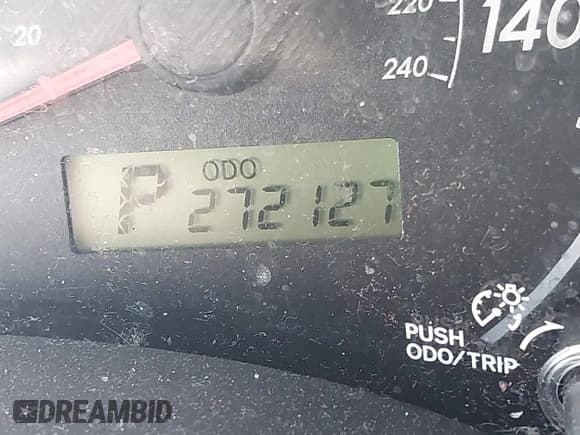 20
220
240
140
ODO
P 272127
PUSH
ODO/TRIP
DREAMBID